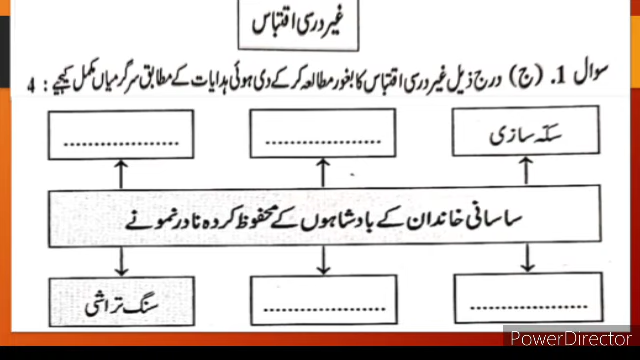 غیر درسی اقتباس
سوال 1. (ج) درج ذیل غیر درسی اقتباس کا بغور مطالعہ کر کے دی ہوئی ہدایات کے مطابق سرگرمیاں مکمل کیجیے : 4
سکّہ سازی .................... ....................
ساسانی خاندان کے بادشاہوں کے محفوظ کردہ نادر نمونے
.................... .................... سنگ تراشی
PowerDirector